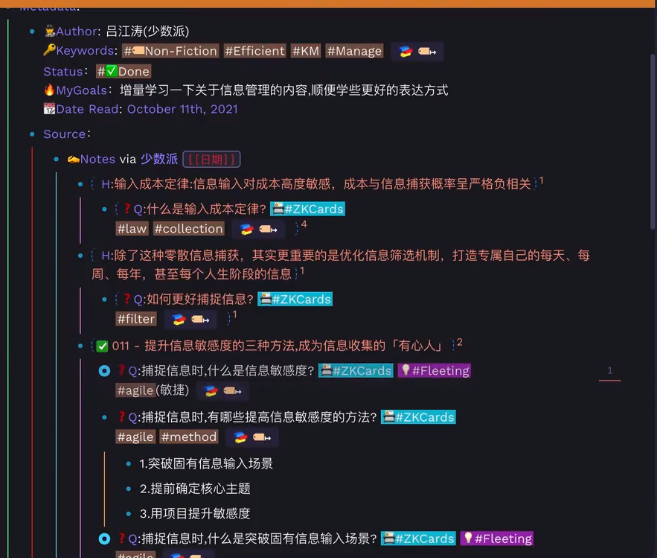 Metadata:
Author: 吕江涛(少数派)
Keywords: #Non-Fiction #Efficient #KM #Manage
Status: #✅Done
MyGoals: 增量学习一下关于信息管理的内容,顺便学些更好的表达方式
Date Read: October 11th, 2021
Source:
Notes via 少数派 [[日期]]
H:输入成本定律:信息输入对成本高度敏感，成本与信息捕获概率呈严格负相关 1
❓Q:什么是输入成本定律? #ZKCards
#law #collection 4
H:除了这种零散信息捕获，其实更重要的是优化信息筛选机制，打造专属自己的每天、每
周、每年，甚至每个人生阶段的信息 1
❓Q:如何更好捕捉信息? #ZKCards
#filter 1
✅ 011 - 提升信息敏感度的三种方法,成为信息收集的「有心人」 2
❓Q:捕捉信息时,什么是信息敏感度? #ZKCards #Fleeting 1
#agile(敏捷)
❓Q:捕捉信息时,有哪些提高信息敏感度的方法? #ZKCards
#agile #method
1.突破固有信息输入场景
2.提前确定核心主题
3.用项目提升敏感度
❓Q:捕捉信息时,什么是突破固有信息输入场景? #ZKCards #Fleeting
#agile